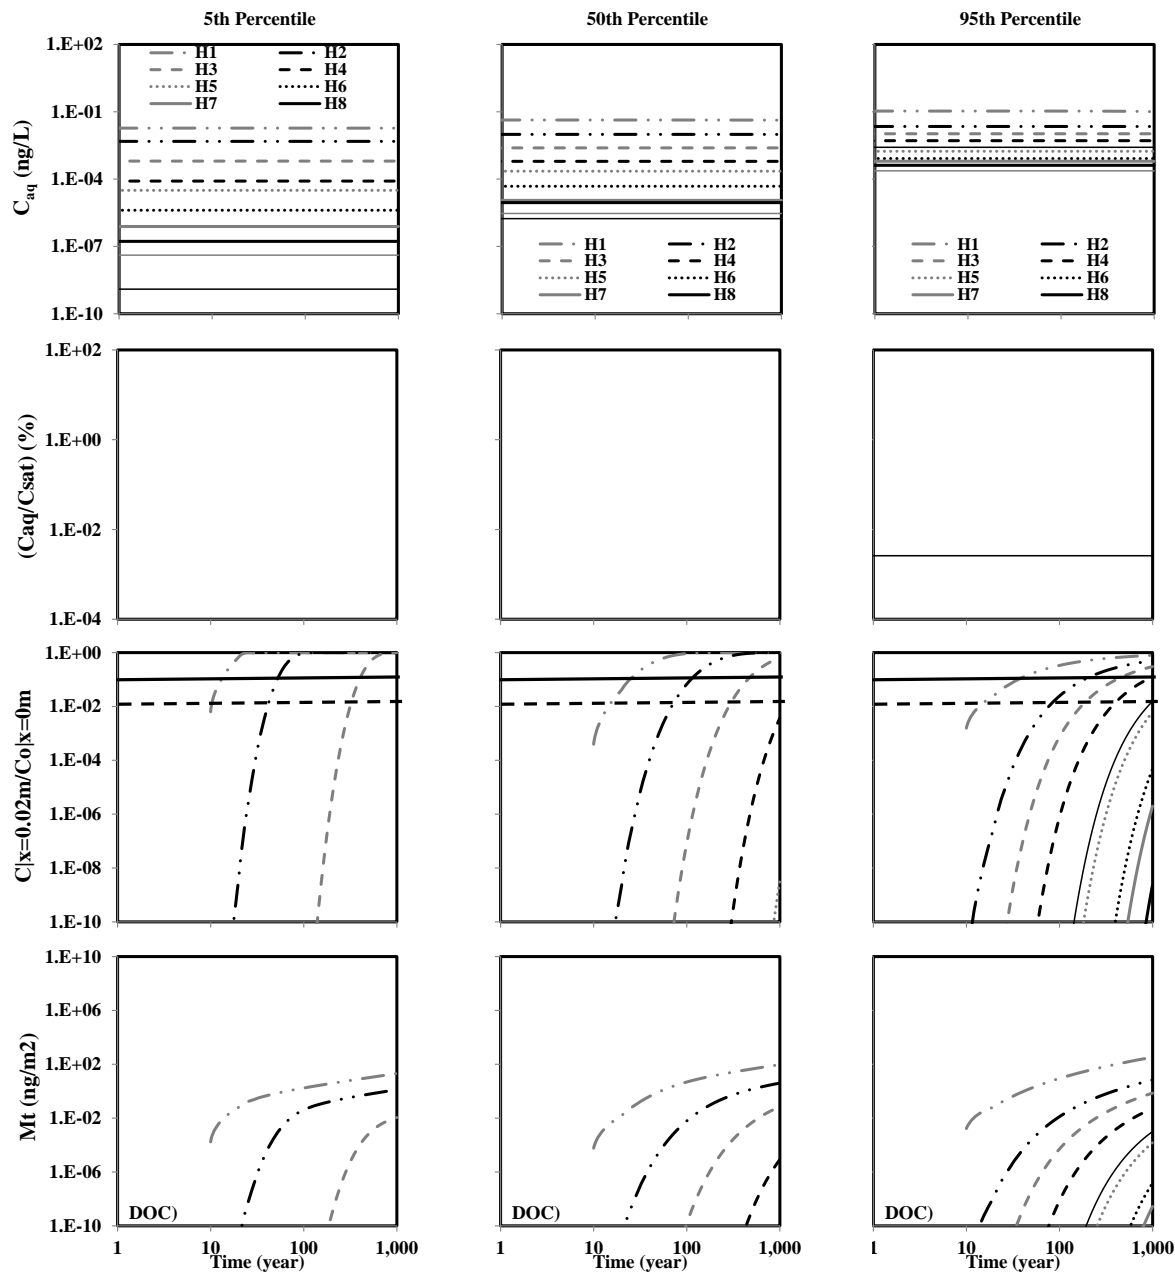 5th Percentile 50th Percentile 95th Percentile
C_aq (ng/L)
1.E+02
1.E-01
1.E-04
1.E-07
1.E-10
H1 H2
H3 H4
H5 H6
H7 H8
H1 H2
H3 H4
H5 H6
H7 H8
H1 H2
H3 H4
H5 H6
H7 H8
(Caq/Csat) (%)
1.E+02
1.E+00
1.E-02
1.E-04
C|x=0.02m/Co|x=0m
1.E+00
1.E-02
1.E-04
1.E-06
1.E-08
1.E-10
Mt (ng/m2)
1.E+10
1.E+06
1.E+02
1.E-02
1.E-06
1.E-10
DOC) DOC) DOC)
1 10 100 1,000 1 10 100 1,000 1 10 100 1,000
Time (year) Time (year) Time (year)